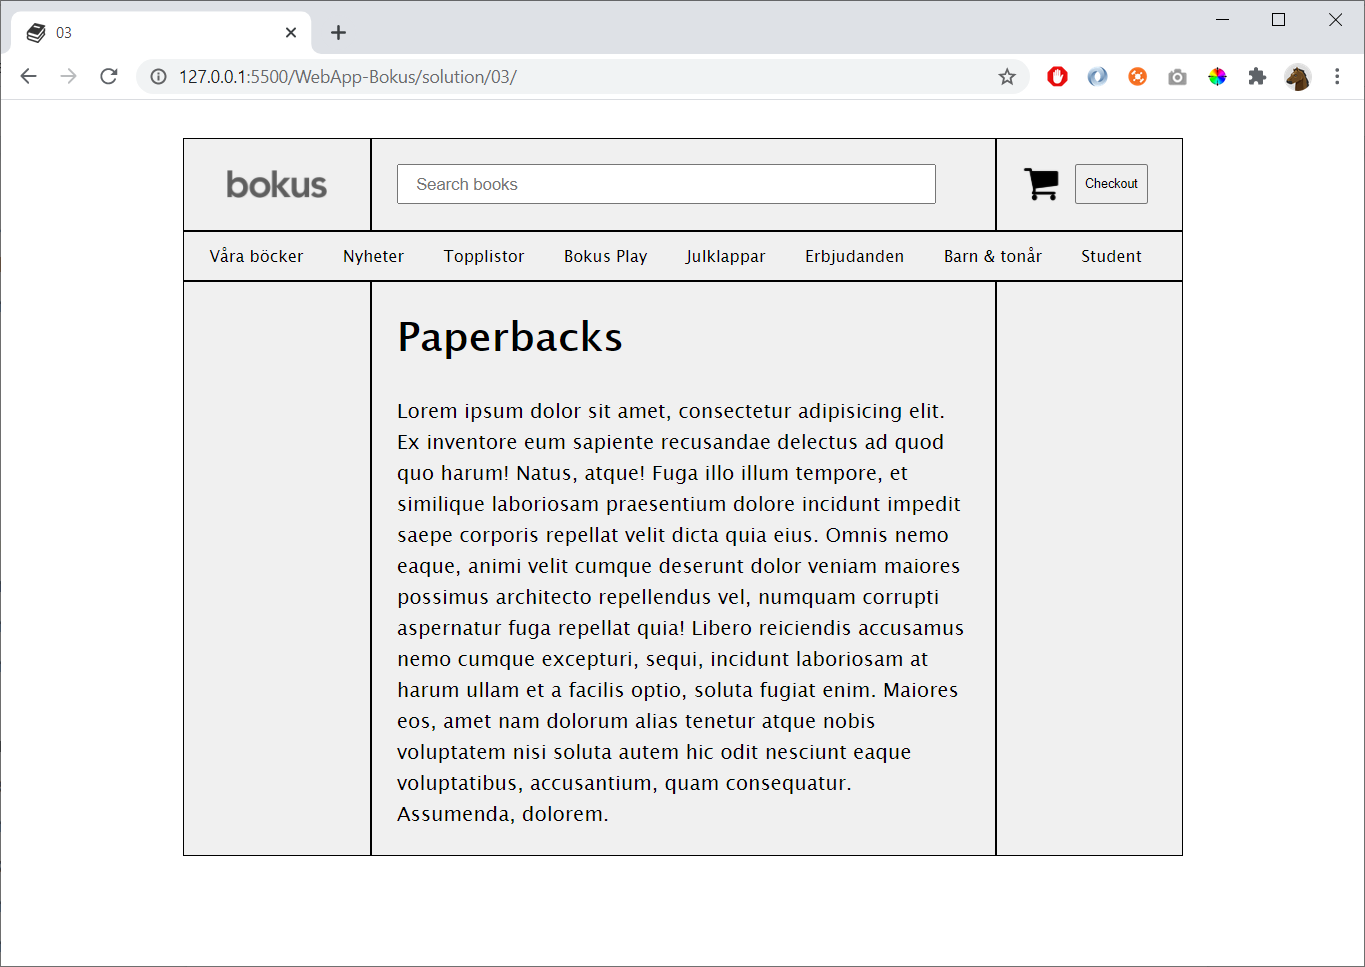 03
127.0.0.1:5500/WebApp-Bokus/solution/03/
bokus
Search books
Checkout
Våra böcker Nyheter Topplistor Bokus Play Julklappar Erbjudanden Barn & tonår Student
Paperbacks
Lorem ipsum dolor sit amet, consectetur adipisicing elit.
Ex inventore eum sapiente recusandae delectus ad quod
quo harum! Natus, atque! Fuga illo illum tempore, et
similique laboriosam praesentium dolore incidunt impedit
saepe corporis repellat velit dicta quia eius. Omnis nemo
eaque, animi velit cumque deserunt dolor veniam maiores
possimus architecto repellendus vel, numquam corrupti
aspernatur fuga repellat quia! Libero reiciendis accusamus
nemo cumque excepturi, sequi, incidunt laboriosam at
harum ullam et a facilis optio, soluta fugiat enim. Maiores
eos, amet nam dolorum alias tenetur atque nobis
voluptatem nisi soluta autem hic odit nesciunt eaque
voluptatibus, accusantium, quam consequatur.
Assumenda, dolorem.